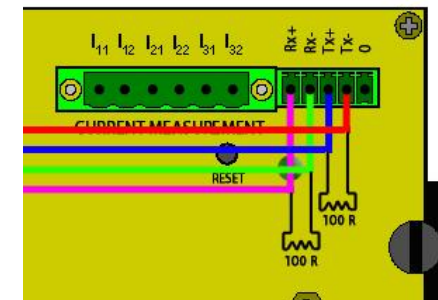 I11 I12 I21 I22 I31 I32
Rx+
Rx-
Tx+
Tx-
0
CURRENT MEASUREMENT
RESET
100 R
100 R